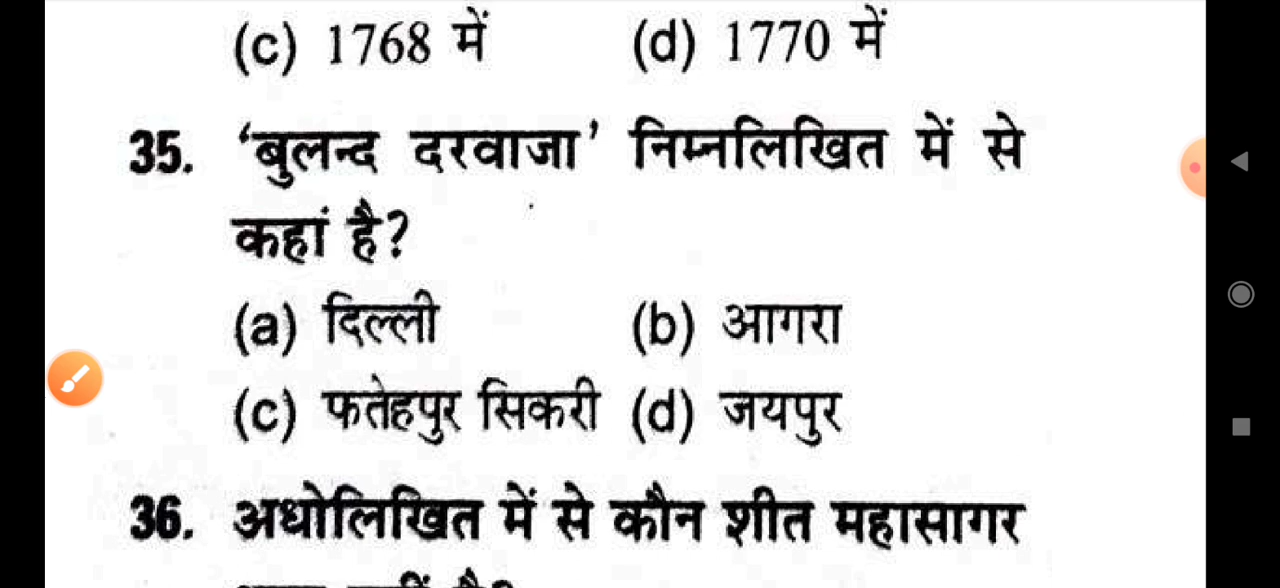 (c) 1768 में (d) 1770 में
35. ‘बुलन्द दरवाजा’ निम्नलिखित में से
कहां है?
(a) दिल्ली (b) आगरा
(c) फतेहपुर सिकरी (d) जयपुर
36. अधोलिखित में से कौन शीत महासागर